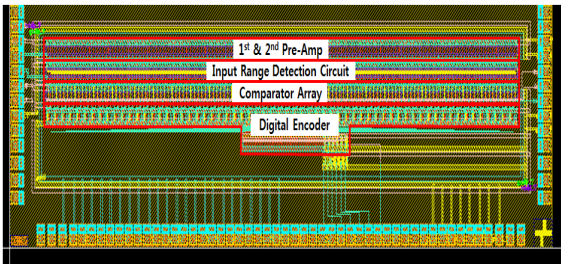 1st & 2nd Pre-Amp
Input Range Detection Circuit
Comparator Array
Digital Encoder